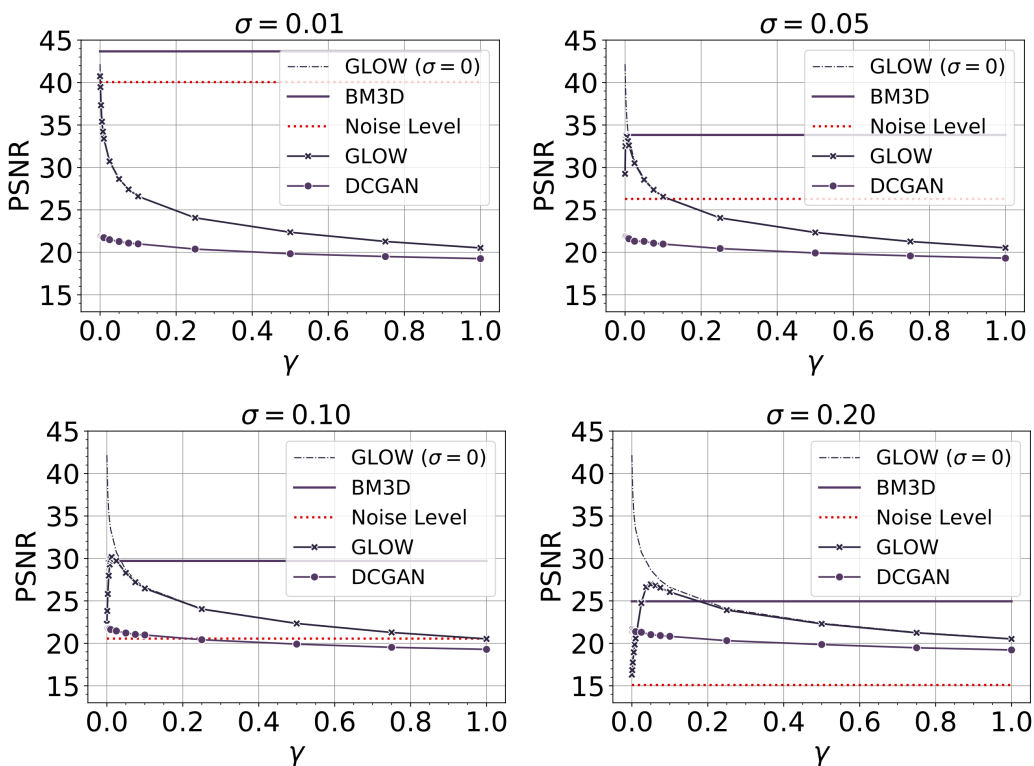 σ = 0.01
45
40
35
30
25
20
15
PSNR
0.0 0.2 0.4 0.6 0.8 1.0
γ
GLOW (σ = 0)
BM3D
Noise Level
GLOW
DCGAN
σ = 0.05
45
40
35
30
25
20
15
PSNR
0.0 0.2 0.4 0.6 0.8 1.0
γ
GLOW (σ = 0)
BM3D
Noise Level
GLOW
DCGAN
σ = 0.10
45
40
35
30
25
20
15
PSNR
0.0 0.2 0.4 0.6 0.8 1.0
γ
GLOW (σ = 0)
BM3D
Noise Level
GLOW
DCGAN
σ = 0.20
45
40
35
30
25
20
15
PSNR
0.0 0.2 0.4 0.6 0.8 1.0
γ
GLOW (σ = 0)
BM3D
Noise Level
GLOW
DCGAN